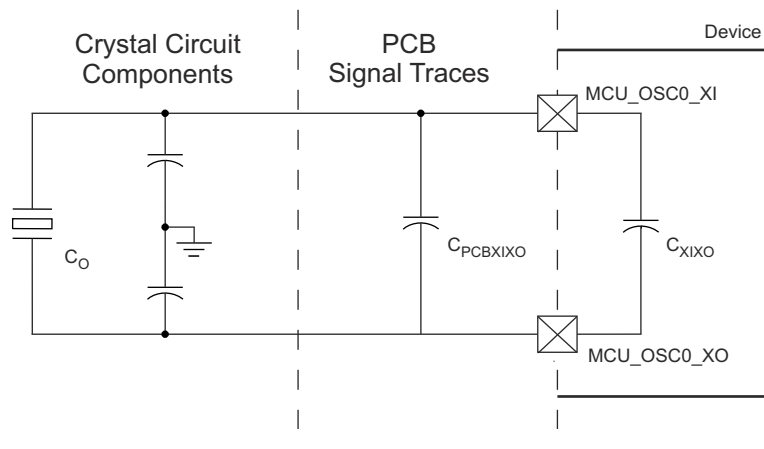 Crystal Circuit
Components
PCB
Signal Traces
Device
MCU_OSC0_XI
C_O
C_PCBXIXO
C_XIXO
MCU_OSC0_XO